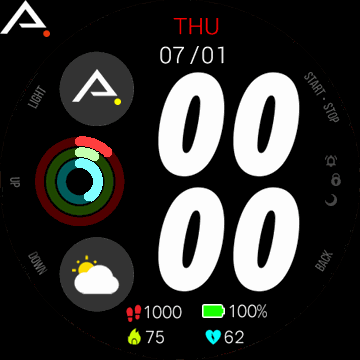 THU
07/01
LIGHT
START - STOP
00
UP
00
DOWN
BACK
1000
100%
75
62